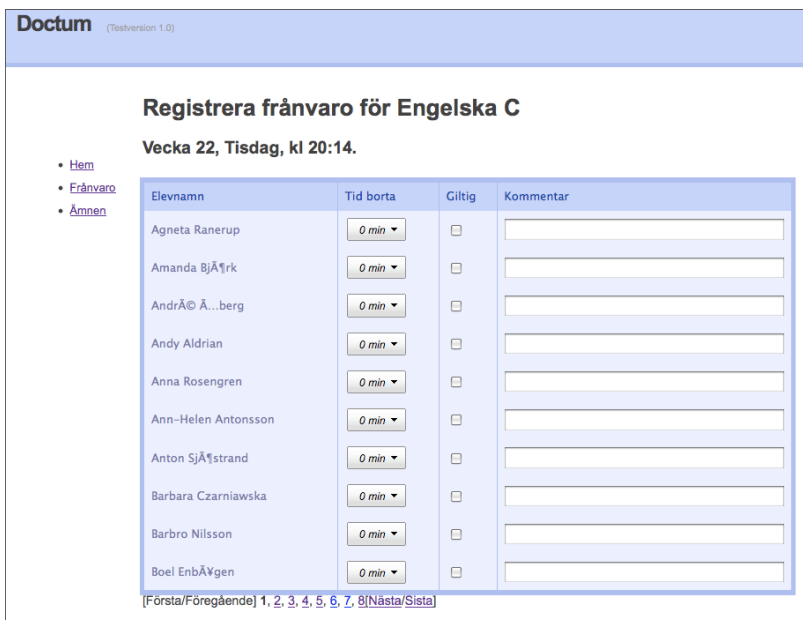 Doctum (Testversion 1.0)
Registrera frånvaro för Engelska C
Vecka 22, Tisdag, kl 20:14.
Hem
Frånvaro
Ämnen
Elevnamn Tid borta Giltig Kommentar
Agneta Ranerup 0 min
Amanda BjÃ¶rk 0 min
AndrÃ© Ã…berg 0 min
Andy Aldrian 0 min
Anna Rosengren 0 min
Ann-Helen Antonsson 0 min
Anton SjÃ¶strand 0 min
Barbara Czarniawska 0 min
Barbro Nilsson 0 min
Boel EnbÃ¥gen 0 min
[Första/Föregående] 1, 2, 3, 4, 5, 6, 7, 8[Nästa/Sista]